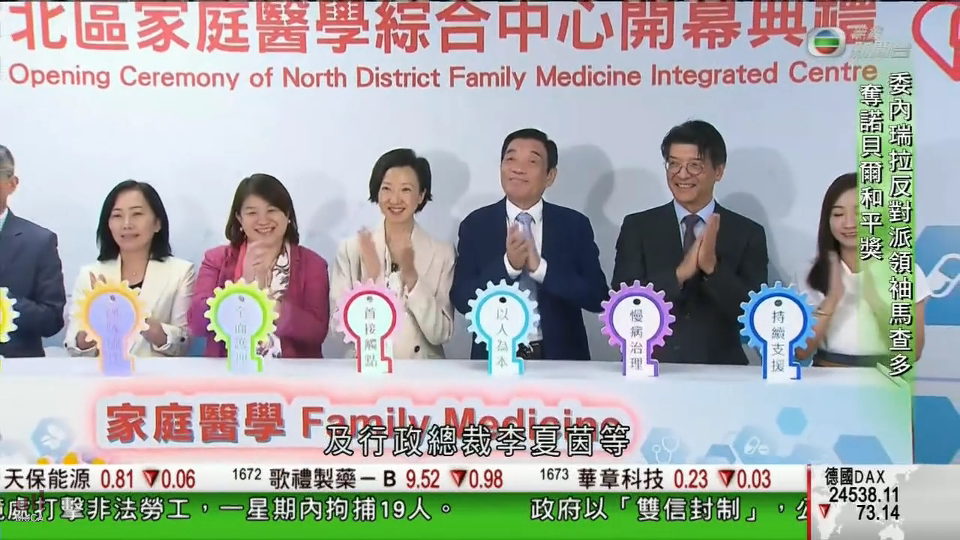 北區家庭醫學綜合中心開幕典禮
Opening Ceremony of North District Family Medicine Integrated Centre
委內瑞拉反對派領袖馬查多
奪諾貝爾和平獎
首接觸點
以人為本
慢病治理
持續支援
家庭醫學 Family Medicine
及行政總裁李夏茵等
天保能源 0.81 ▼0.06 1672 歌禮製藥－B 9.52 ▼0.98 1673 華章科技 0.23 ▼0.03
德國DAX
24538.11
▼ 73.14
處打擊非法勞工，一星期內拘捕19人。 政府以「雙信封制」，